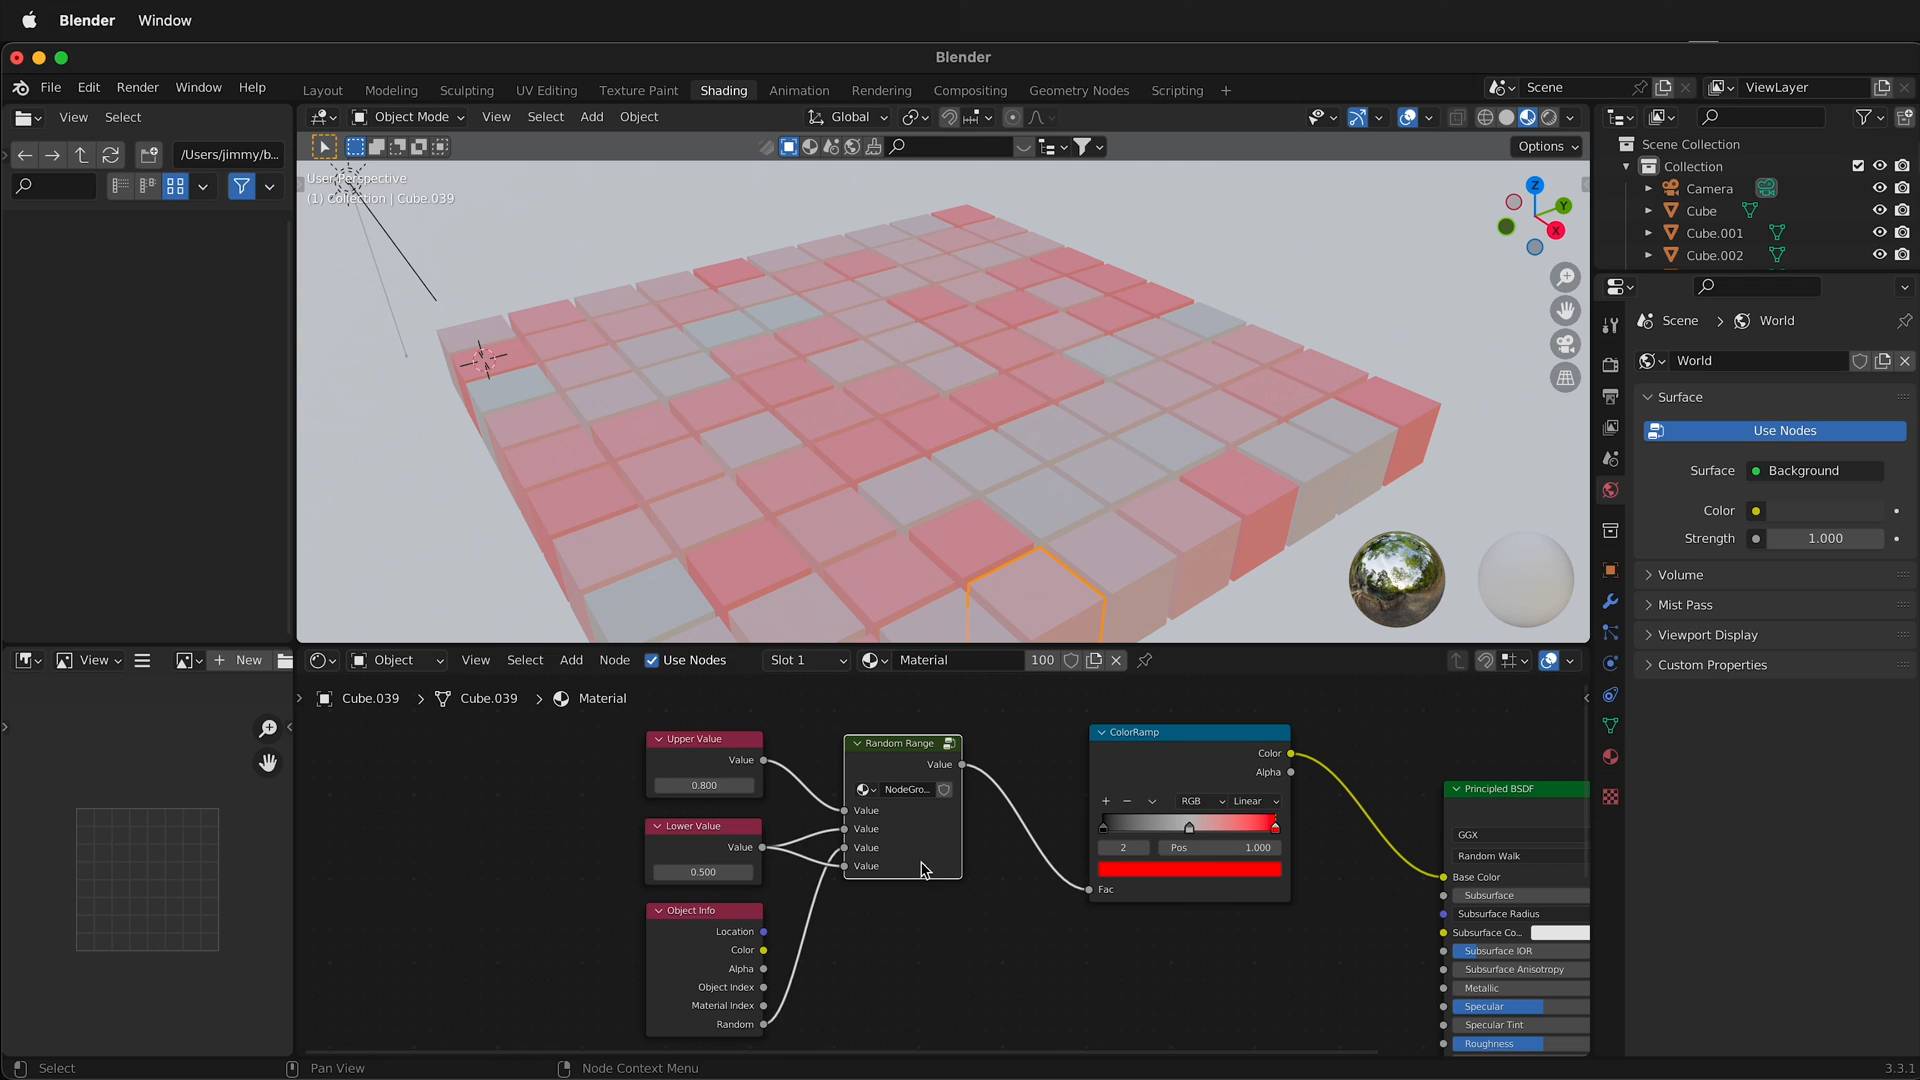 Blender Window
Blender
File Edit Render Window Help
Layout Modeling Sculpting UV Editing Texture Paint Shading Animation Rendering Compositing Geometry Nodes Scripting +
Scene
ViewLayer
View Select
Object Mode View Select Add Object
Global
/Users/jimmy/b...
Options
User Perspective
(1) Collection | Cube.039
Z
Y
X
Scene Collection
Collection
Camera
Cube
Cube.001
Cube.002
Scene > World
World
Surface
Use Nodes
Surface Background
Color
Strength 1.000
Volume
Mist Pass
Viewport Display
Custom Properties
View
+ New
Object View Select Add Node Use Nodes Slot 1 Material 100
Cube.039 > Cube.039 > Material
Upper Value
Value
0.800
Lower Value
Value
0.500
Object Info
Location
Color
Alpha
Object Index
Material Index
Random
Random Range
Value
NodeGro...
Value
Value
Value
Value
ColorRamp
Color
Alpha
+ − RGB Linear
2 Pos 1.000
Fac
Principled BSDF
GGX
Random Walk
Base Color
Subsurface
Subsurface Radius
Subsurface Co...
Subsurface IOR
Subsurface Anisotropy
Metallic
Specular
Specular Tint
Roughness
Select
Pan View
Node Context Menu
3.3.1